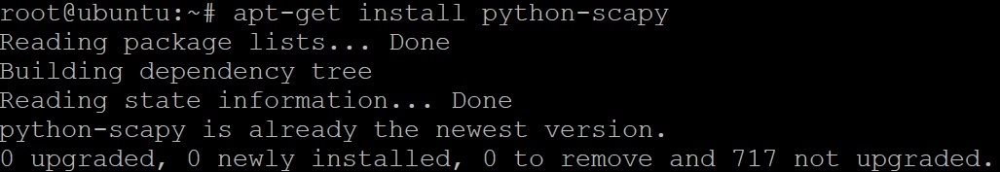 root@ubuntu:~# apt-get install python-scapy
Reading package lists... Done
Building dependency tree
Reading state information... Done
python-scapy is already the newest version.
0 upgraded, 0 newly installed, 0 to remove and 717 not upgraded.